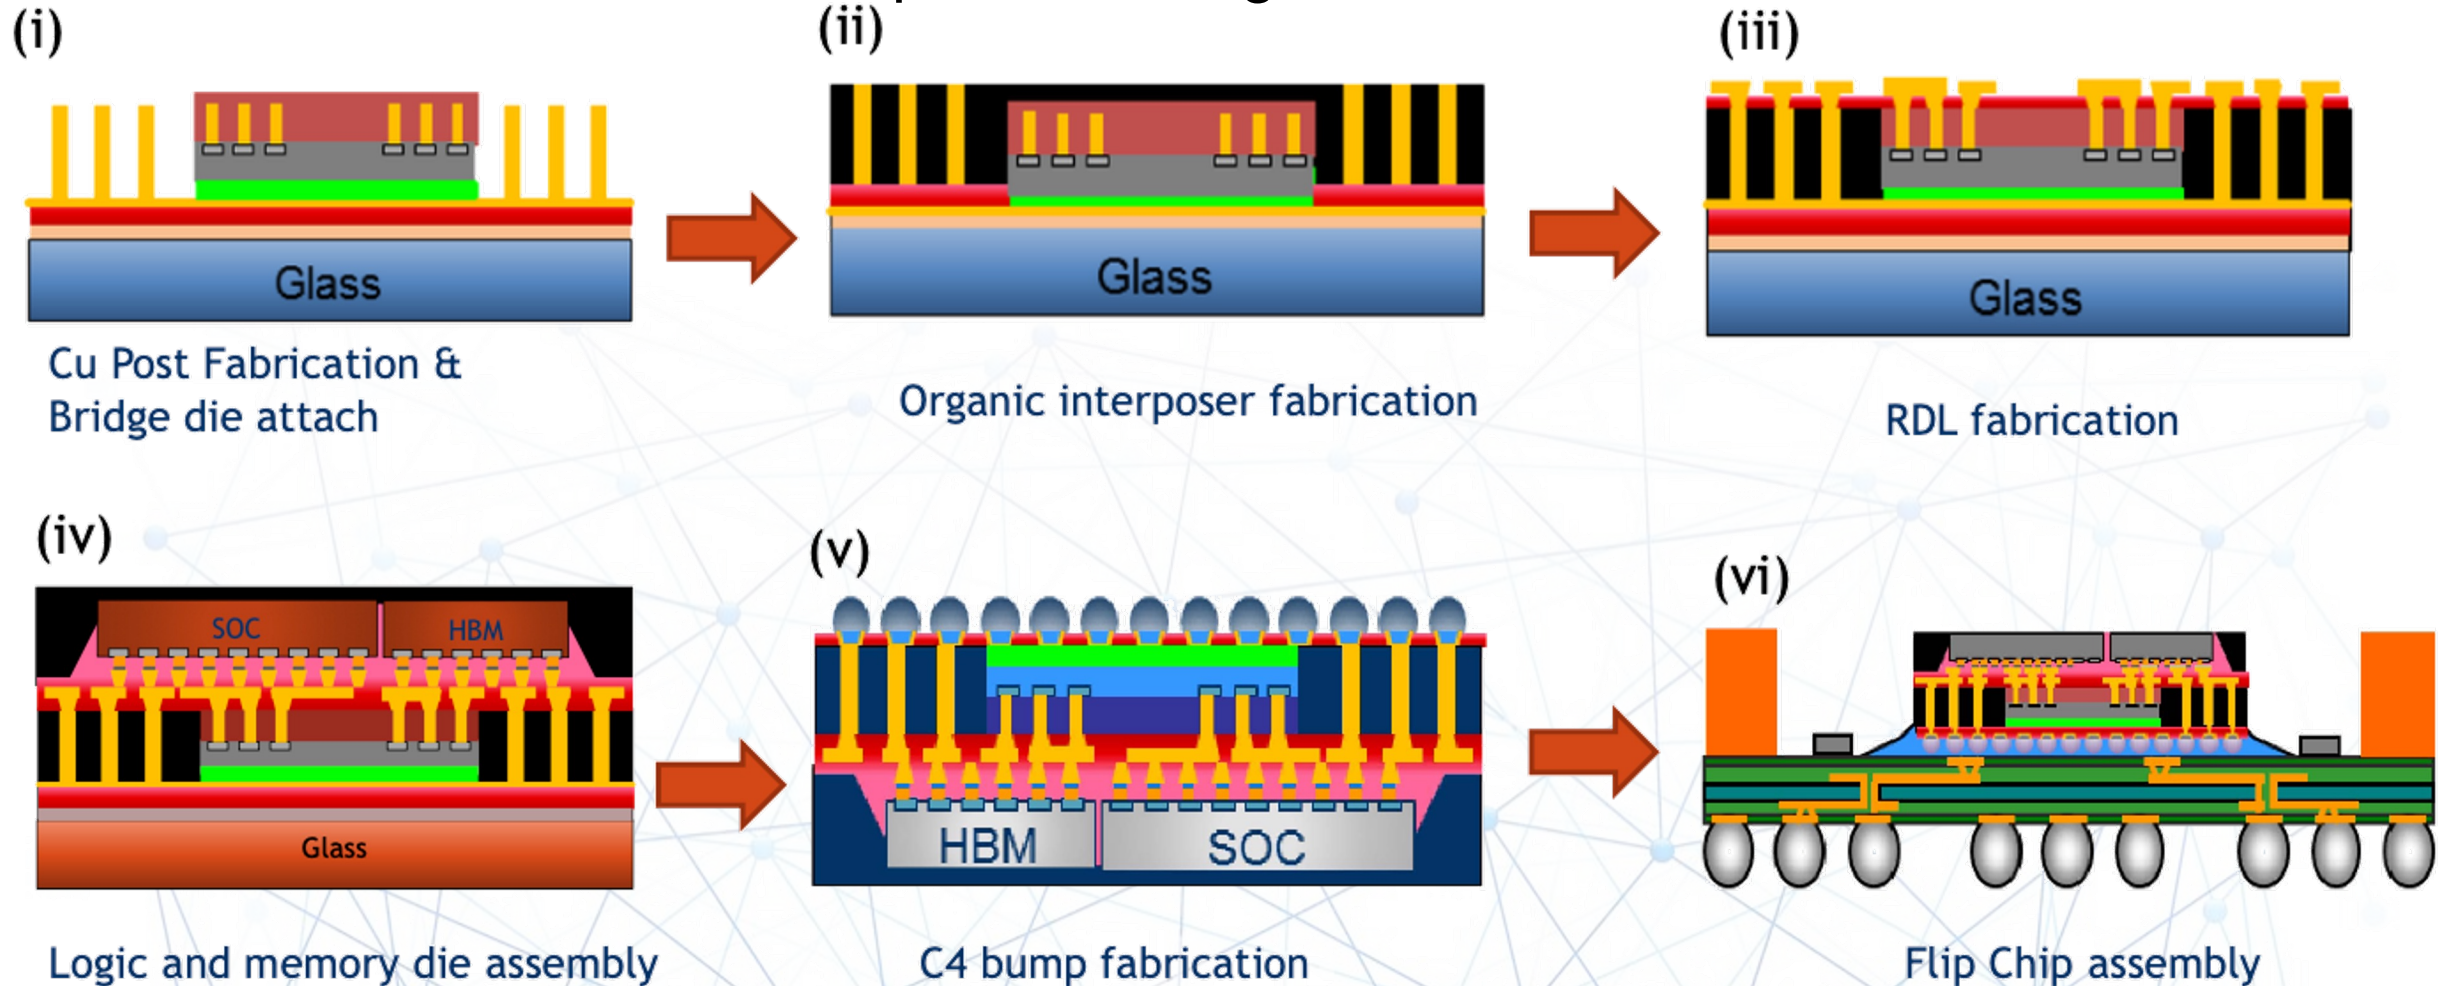 (i)
(ii)
(iii)
Glass
Glass
Glass
Cu Post Fabrication &
Bridge die attach
Organic interposer fabrication
RDL fabrication
(iv)
(v)
(vi)
SOC
HBM
Glass
HBM
SOC
Logic and memory die assembly
C4 bump fabrication
Flip Chip assembly